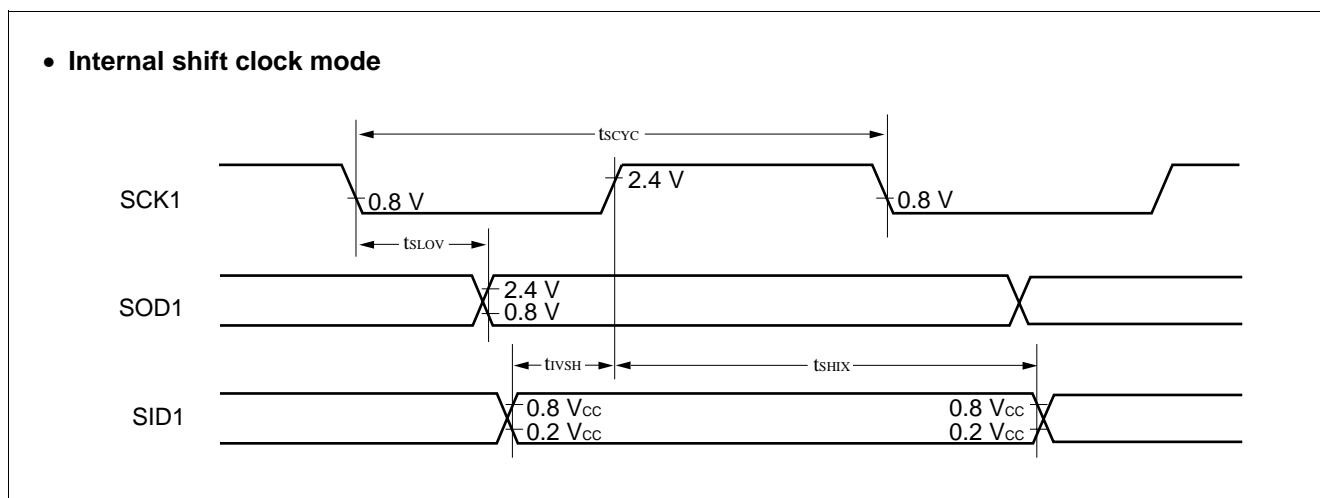 • Internal shift clock mode
tSCYC
SCK1
0.8 V
2.4 V
0.8 V
tSLOV
SOD1
2.4 V
0.8 V
tIVSH
tSHIX
SID1
0.8 VCC
0.2 VCC
0.8 VCC
0.2 VCC